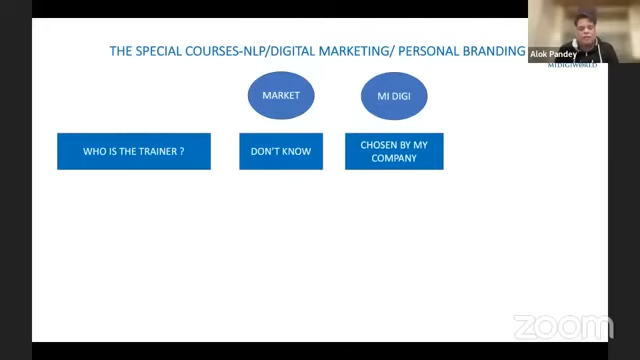 THE SPECIAL COURSES-NLP/DIGITAL MARKETING/ PERSONAL BRANDING
Alok Pandey
MIDIGIWORLD
MARKET
MI DIGI
WHO IS THE TRAINER ?
DON'T KNOW
CHOSEN BY MY
COMPANY
zoom